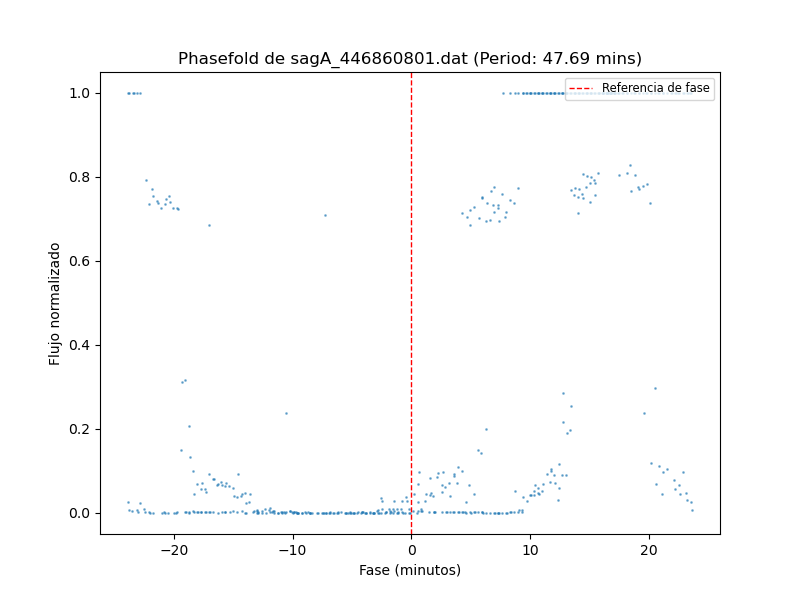 Phasefold de sagA_446860801.dat (Period: 47.69 mins)
Referencia de fase
Flujo normalizado
1.0
0.8
0.6
0.4
0.2
0.0
−20
−10
0
10
20
Fase (minutos)